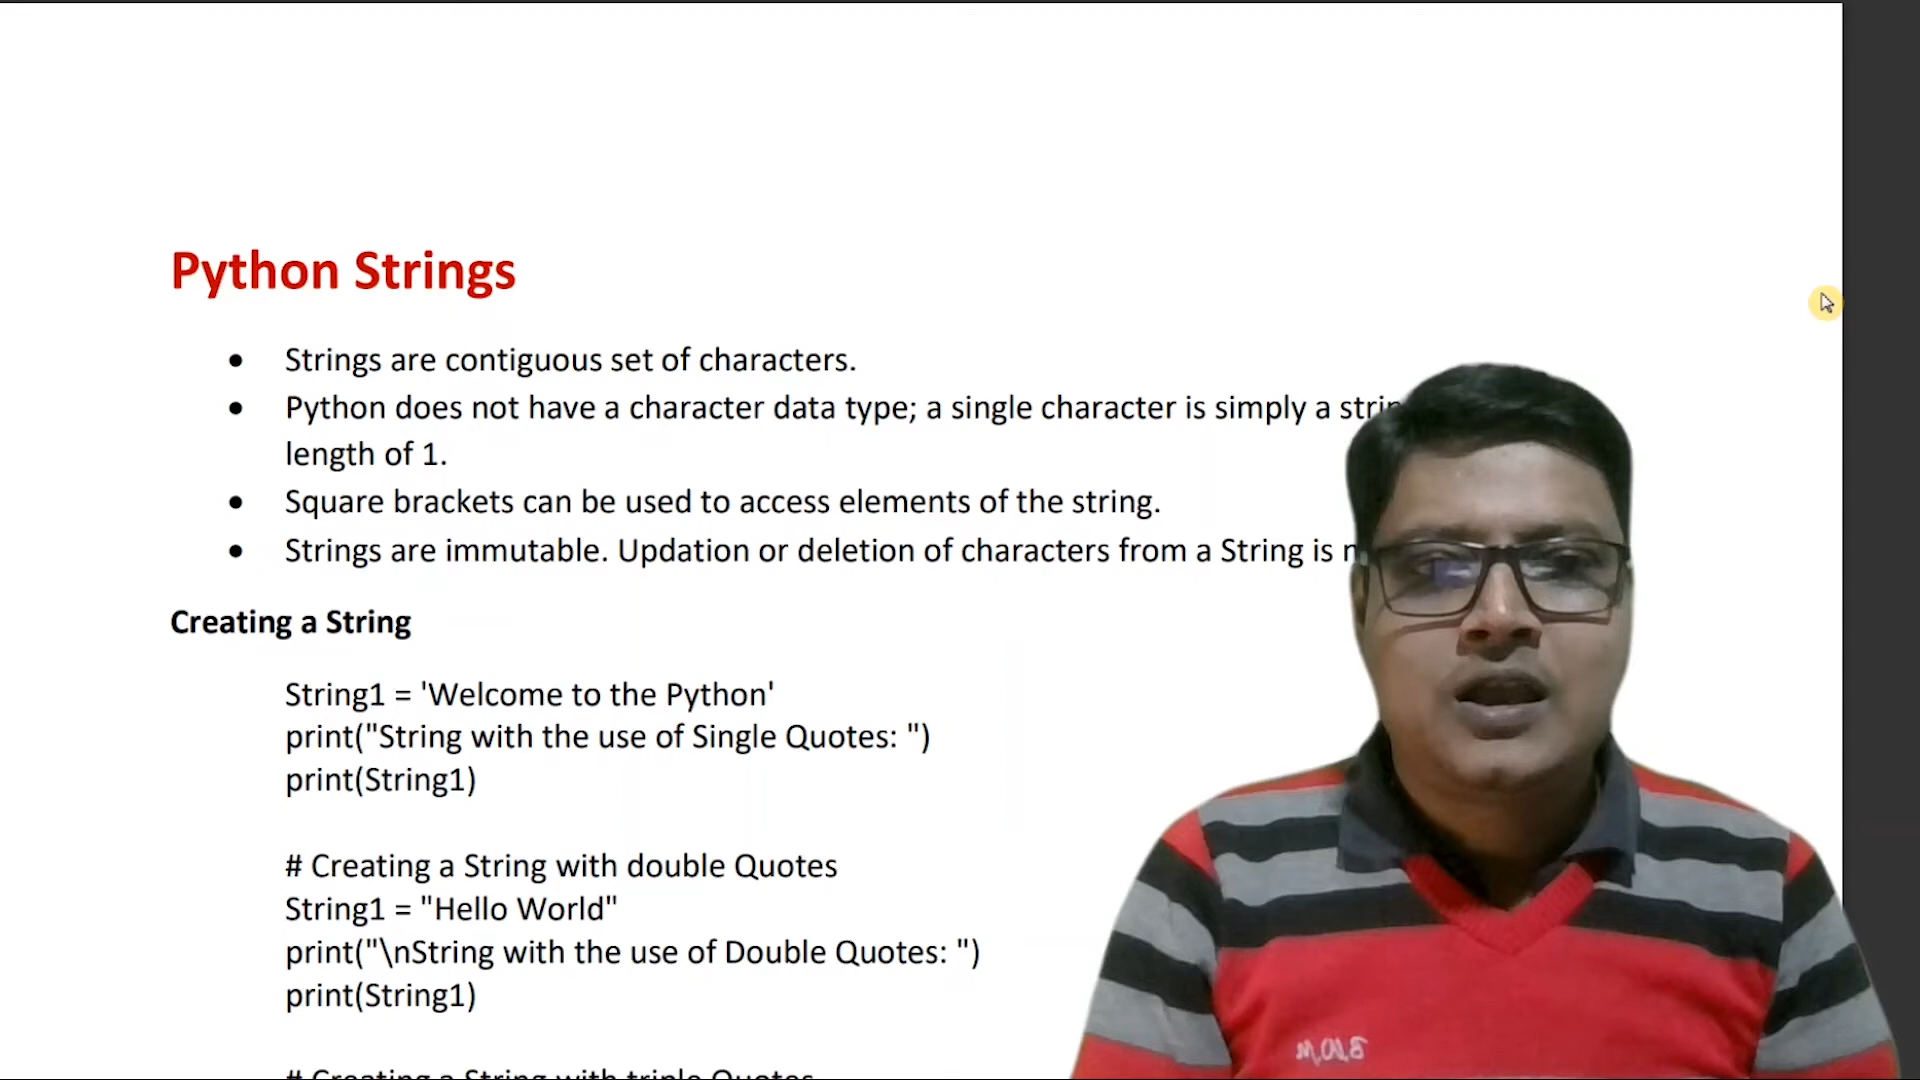 Python Strings
• Strings are contiguous set of characters.
• Python does not have a character data type; a single character is simply a
length of 1.
• Square brackets can be used to access elements of the string.
• Strings are immutable. Updation or deletion of characters from a String is
Creating a String
String1 = 'Welcome to the Python'
print("String with the use of Single Quotes: ")
print(String1)
# Creating a String with double Quotes
String1 = "Hello World"
print("\nString with the use of Double Quotes: ")
print(String1)
# Creating a String with triple Quotes